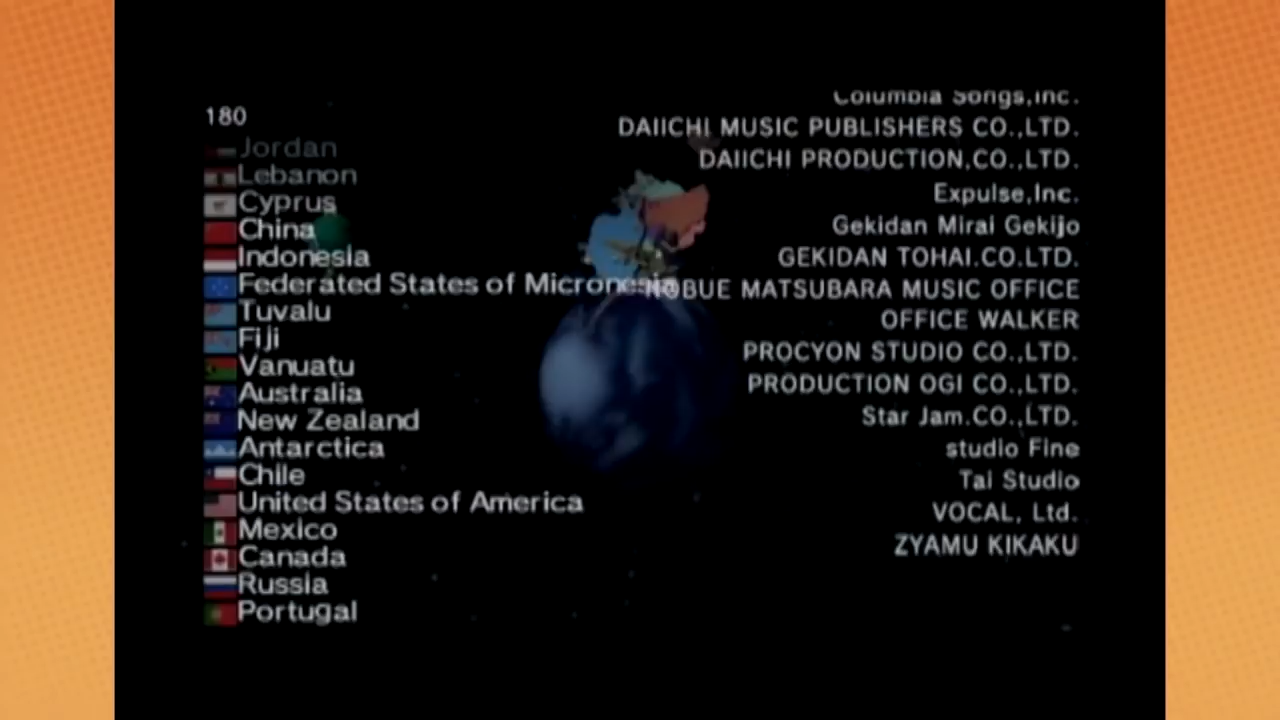 180
Jordan
Lebanon
Cyprus
China
Indonesia
Federated States of Micronesia
Tuvalu
Fiji
Vanuatu
Australia
New Zealand
Antarctica
Chile
United States of America
Mexico
Canada
Russia
Portugal
Columbia Songs,Inc.
DAIICHI MUSIC PUBLISHERS CO.,LTD.
DAIICHI PRODUCTION,CO.,LTD.
Expulse,Inc.
Gekidan Mirai Gekijo
GEKIDAN TOHAI.CO.LTD.
NOBUE MATSUBARA MUSIC OFFICE
OFFICE WALKER
PROCYON STUDIO CO.,LTD.
PRODUCTION OGI CO.,LTD.
Star Jam.CO.,LTD.
studio Fine
Tai Studio
VOCAL, Ltd.
ZYAMU KIKAKU